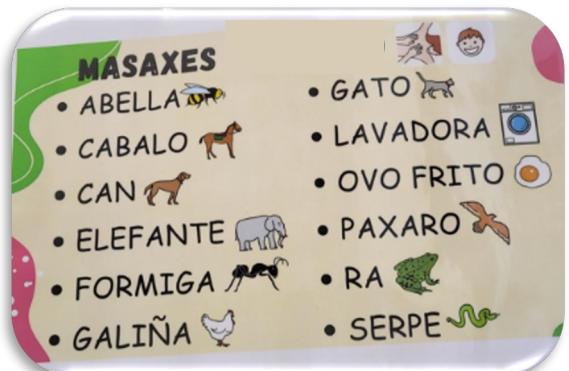 MASAXES
• ABELLA
• CABALO
• CAN
• ELEFANTE
• FORMIGA
• GALIÑA
• GATO
• LAVADORA
• OVO FRITO
• PAXARO
• RA
• SERPE